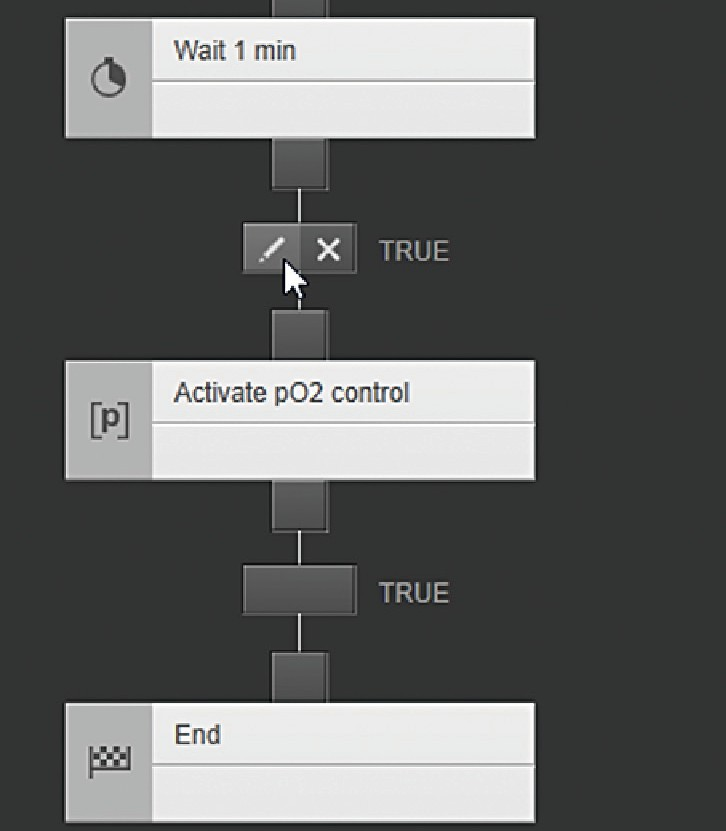 Wait 1 min
TRUE
Activate pO2 control
[p]
TRUE
End